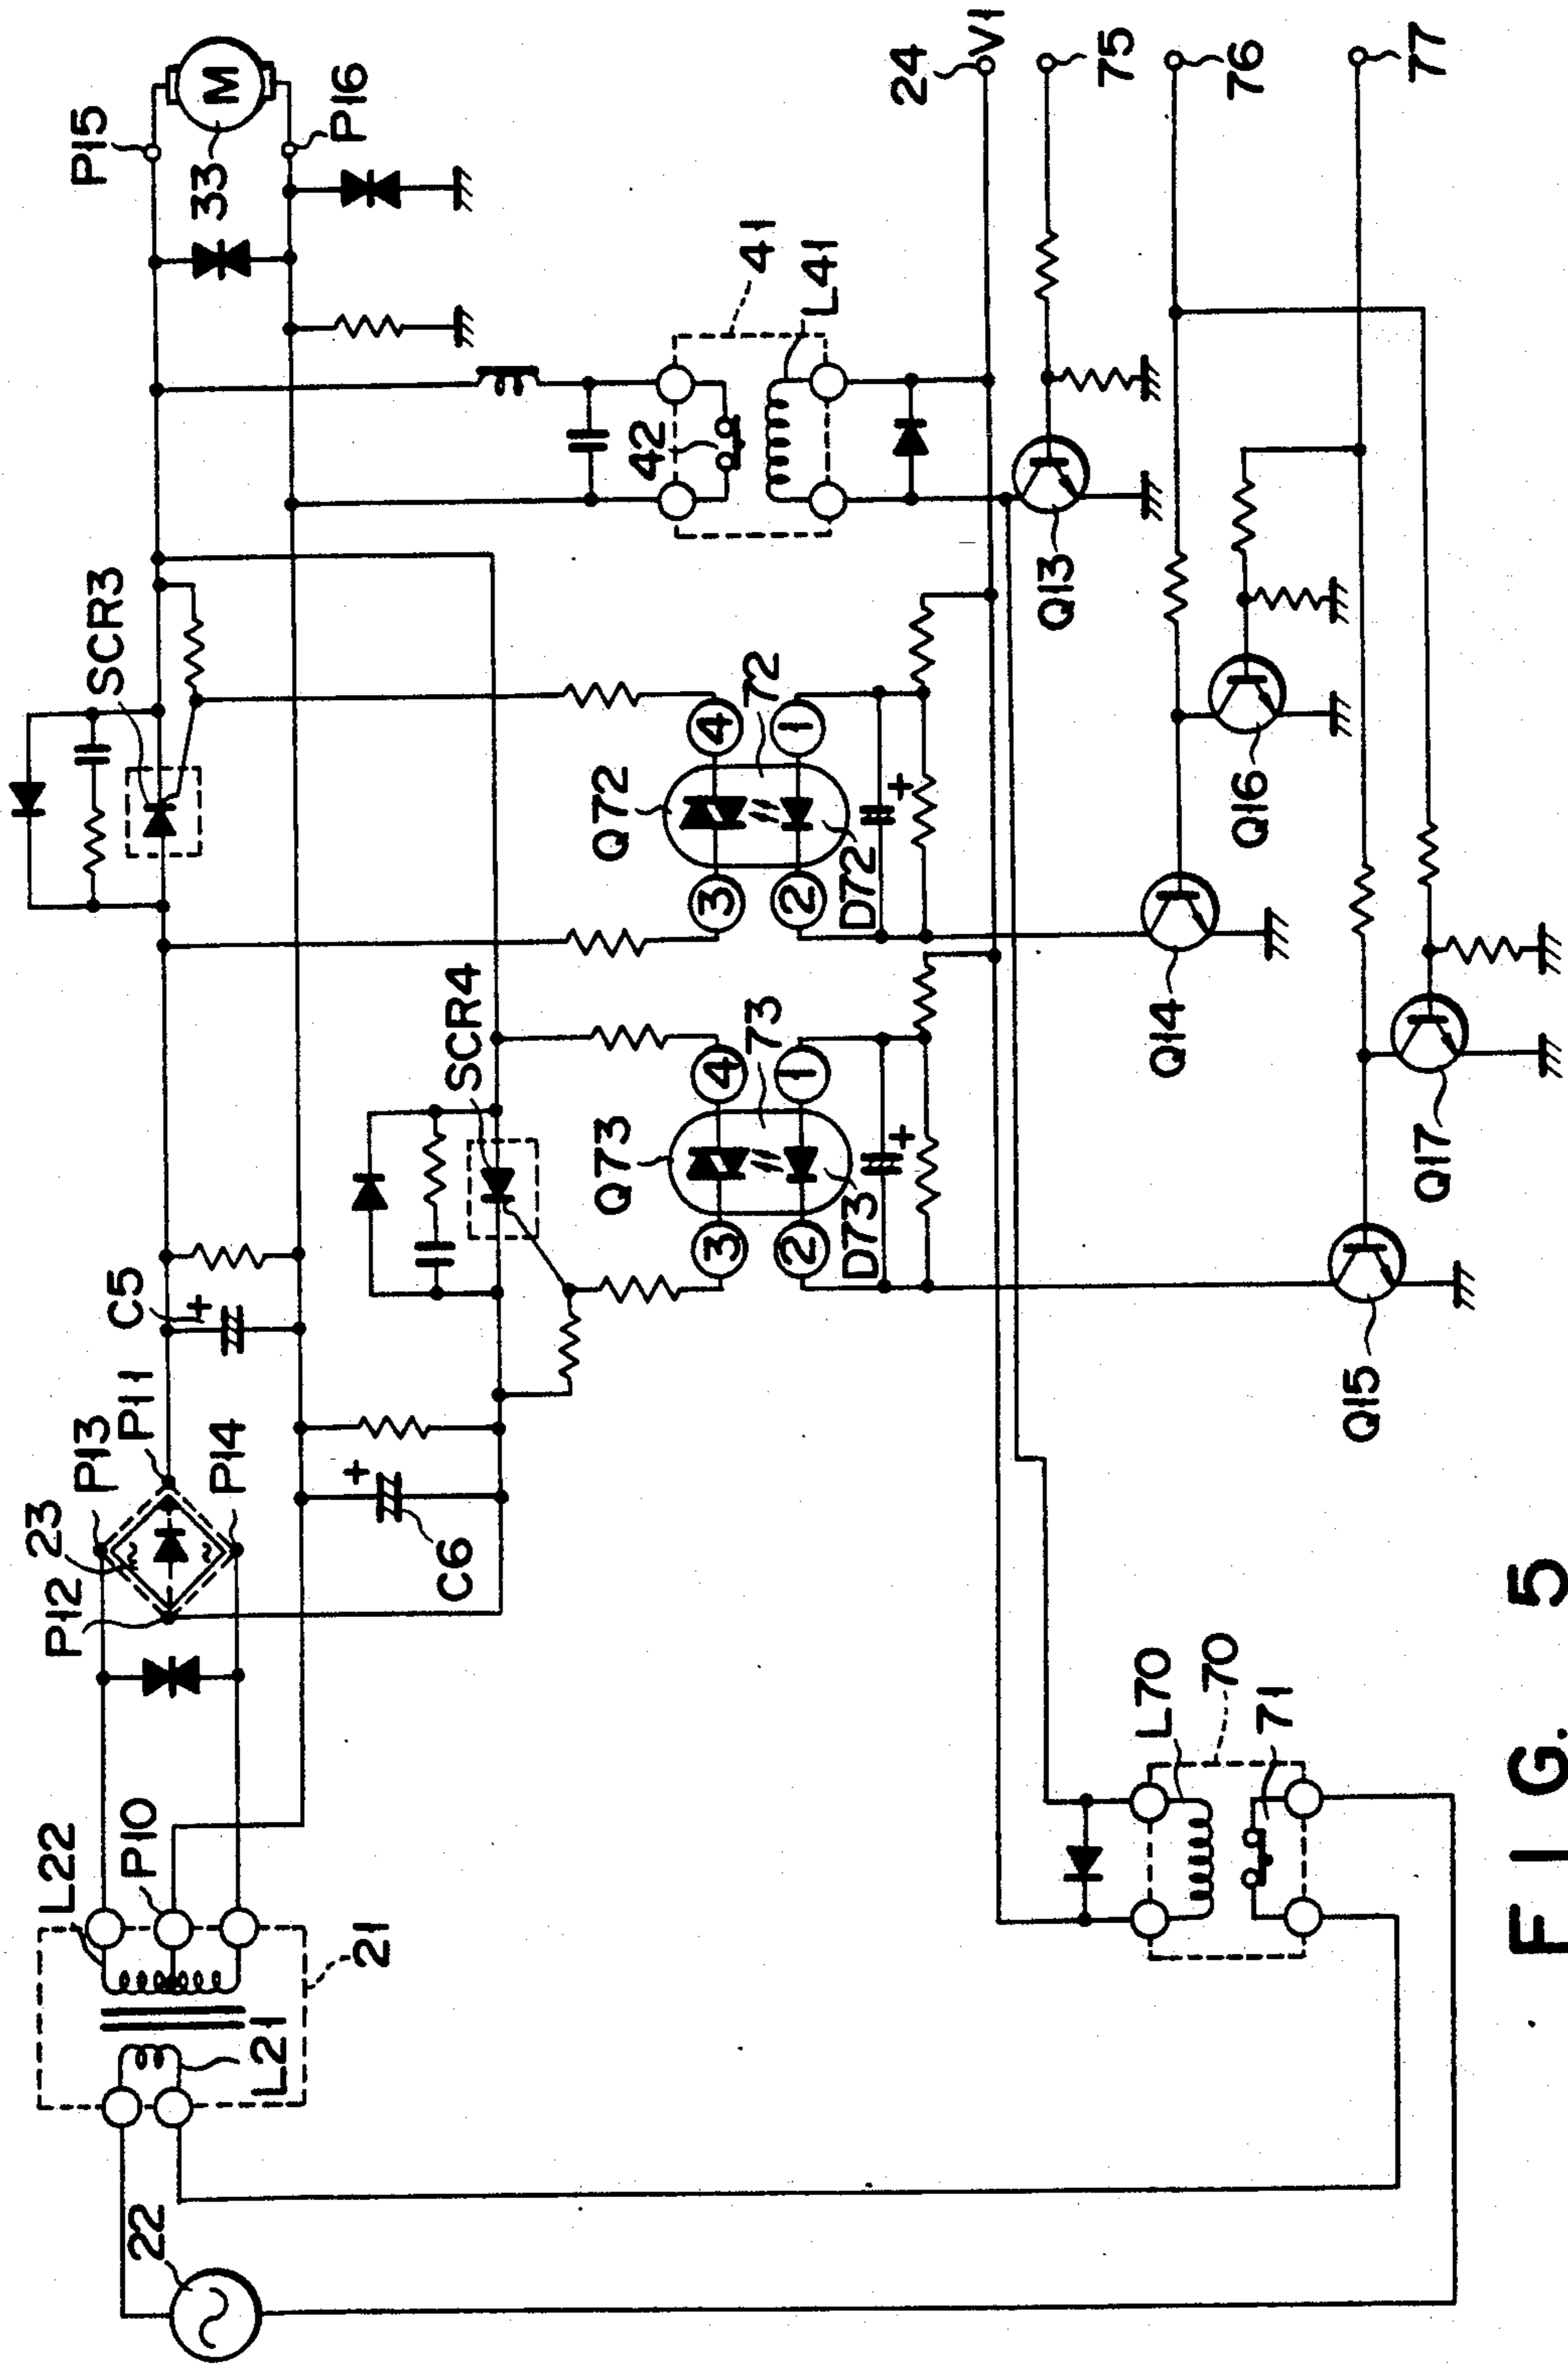 22
L21
21
L22
P10
P12
23
P13
P14
P11
C5
+
C6
+
SCR3
SCR4
P15
P16
33
M
41
42
L41
24
V1
75
76
77
Q72
72
4
1
3
2
D72
+
Q73
73
4
1
3
2
D73
+
Q13
Q14
Q16
Q15
Q17
L70
70
71
FIG. 5